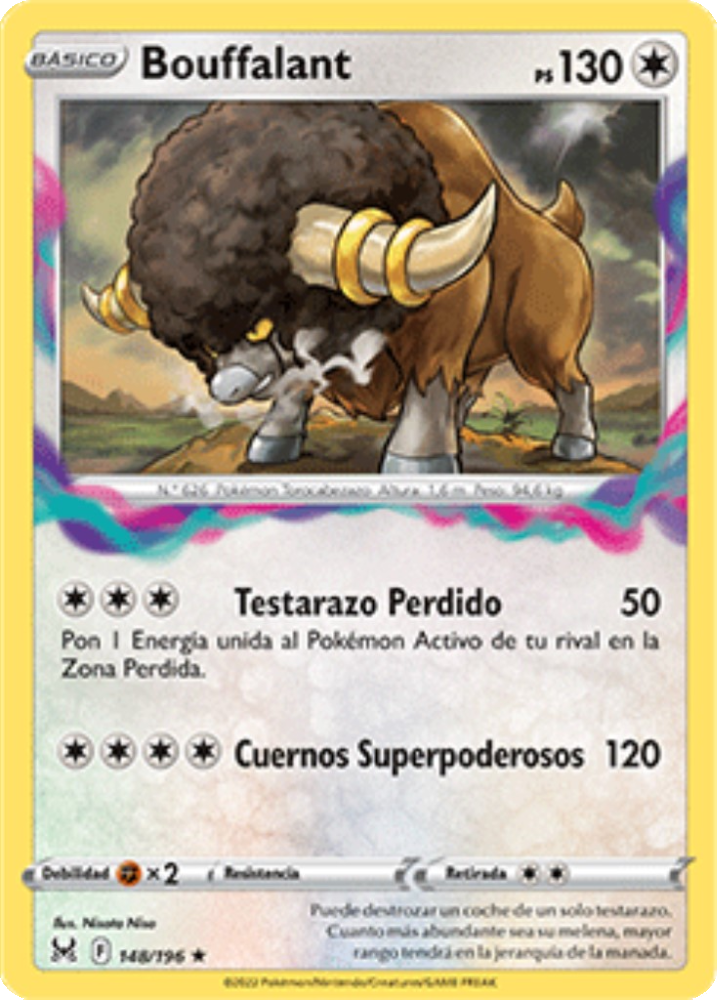 BÁSICO Bouffalant PS 130
N.º 626 Pokémon Torocabezazo Altura: 1,6 m Peso: 94,6 kg
Testarazo Perdido 50
Pon 1 Energía unida al Pokémon Activo de tu rival en la
Zona Perdida.
Cuernos Superpoderosos 120
Debilidad ×2 Resistencia Retirada
Ilus. Nisota Niso
Puede destrozar un coche de un solo testarazo.
Cuanto más abundante sea su melena, mayor
rango tendrá en la jerarquía de la manada.
F 148/196 ★
©2022 Pokémon/Nintendo/Creatures/GAME FREAK